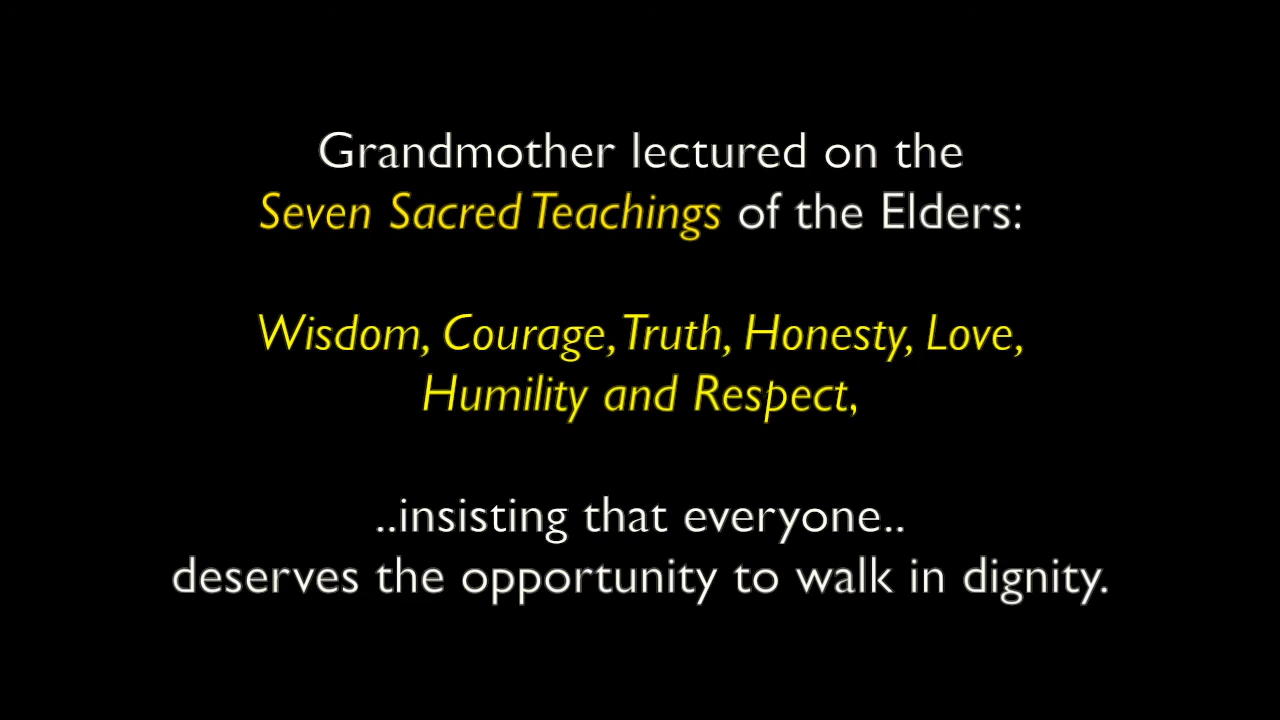 Grandmother lectured on the
Seven Sacred Teachings of the Elders:
Wisdom, Courage, Truth, Honesty, Love,
Humility and Respect,
..insisting that everyone..
deserves the opportunity to walk in dignity.